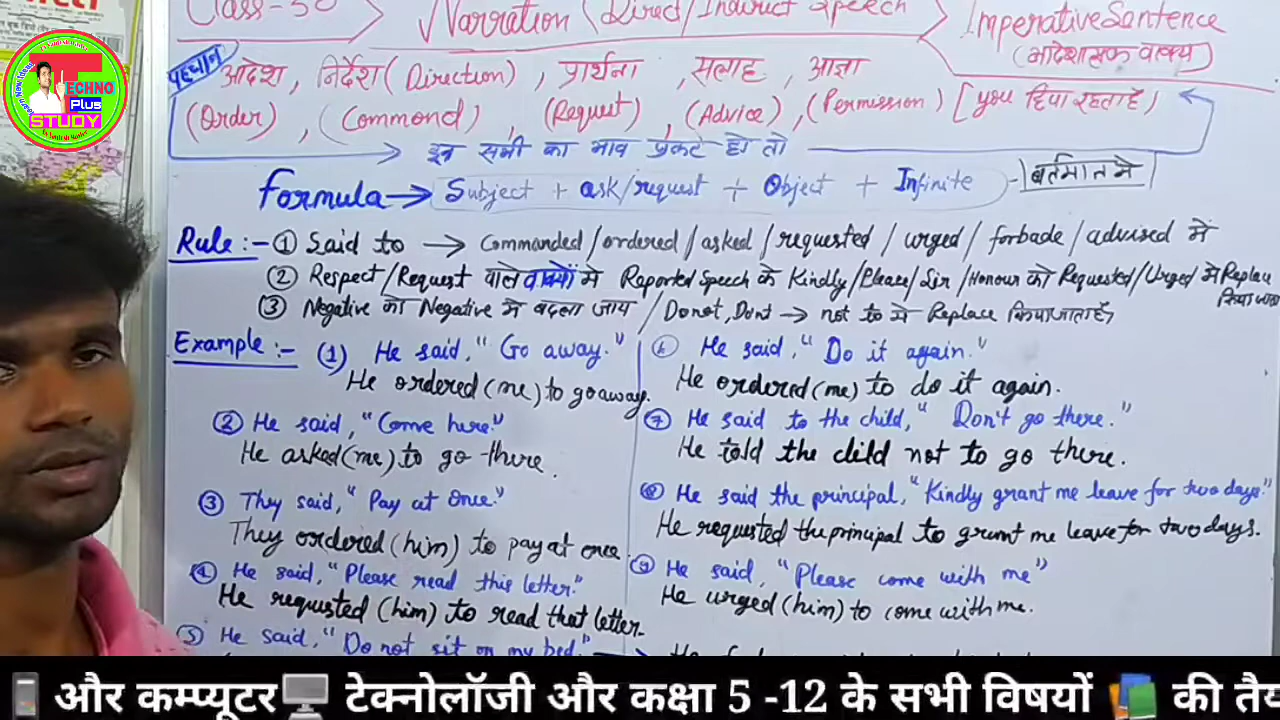 Class-30
Narration (Direct/Indirect Speech
Imperative Sentence
(आदेशात्मक वाक्य)
TECHNO
Plus
STUDY
पहचान
आदेश, निर्देश (Direction), प्रार्थना, सलाह आज्ञा
(Order), (Commond) (Request), (Advice) (Permission) [you छिपा रहता है)
इन सभी का भाव प्रकट हो तो
Formula → Subject + ask/request + Object + Infinite - वर्तमान मे
Rule:- ① Said to → Commanded/ordered/asked/requested/urged/forbade/advised में
② Respect/Request वाले वाक्यों मे Reported Speech के Kindly/Please/Sir/Honour को Requested/Urged मे Replace किया जाता
③ Negative का Negative मे बदला जाय / Do not, Don't → not to मे Replace किया जाता है,
Example:- (1) He said, "Go away."
He ordered (me) to go away.
② He said, "Come here."
He asked (me) to go there.
③ They said, "Pay at Once."
They ordered (him) to pay at once.
④ He said, "Please read this letter."
He requsted (him) to read that letter.
⑤ He said, "Do not sit on my bed."
⑥ He said, "Do it again."
He ordered (me) to do it again.
⑦ He said to the child, "Don't go there."
He told the child not to go there.
⑧ He said the principal, "Kindly grant me leave for two days."
He requested the principal to grant me leave for two days.
⑨ He said, "Please come with me"
He urged (him) to come with me.
और कम्प्यूटर टेक्नोलॉजी और कक्षा 5 -12 के सभी विषयों की तै